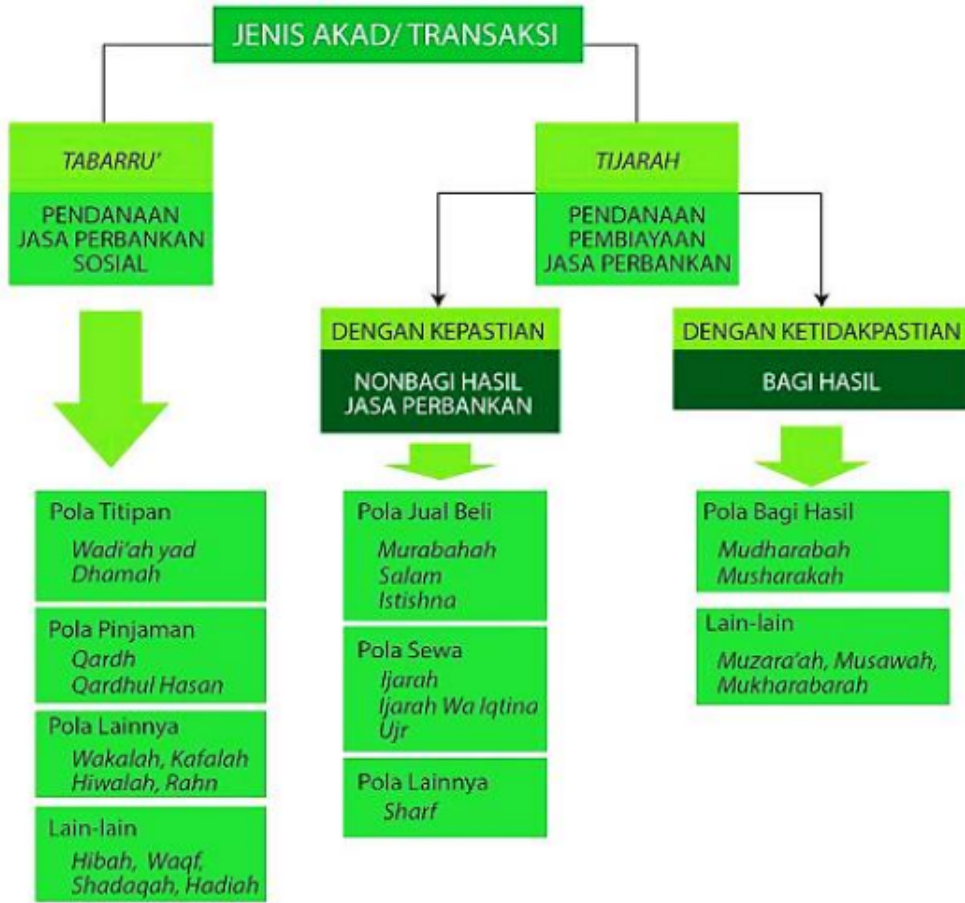 JENIS AKAD/ TRANSAKSI
TABARRU'
PENDANAAN
JASA PERBANKAN
SOSIAL
TIJARAH
PENDANAAN
PEMBIAYAAN
JASA PERBANKAN
DENGAN KEPASTIAN
NONBAGI HASIL
JASA PERBANKAN
DENGAN KETIDAKPASTIAN
BAGI HASIL
Pola Titipan
Wadi'ah yad
Dhamah
Pola Pinjaman
Qardh
Qardhul Hasan
Pola Lainnya
Wakalah, Kafalah
Hiwalah, Rahn
Lain-lain
Hibah, Waqf,
Shadaqah, Hadiah
Pola Jual Beli
Murabahah
Salam
Istishna
Pola Sewa
Ijarah
Ijarah Wa Iqtina
Ujr
Pola Lainnya
Sharf
Pola Bagi Hasil
Mudharabah
Musharakah
Lain-lain
Muzara'ah, Musawah,
Mukharabarah